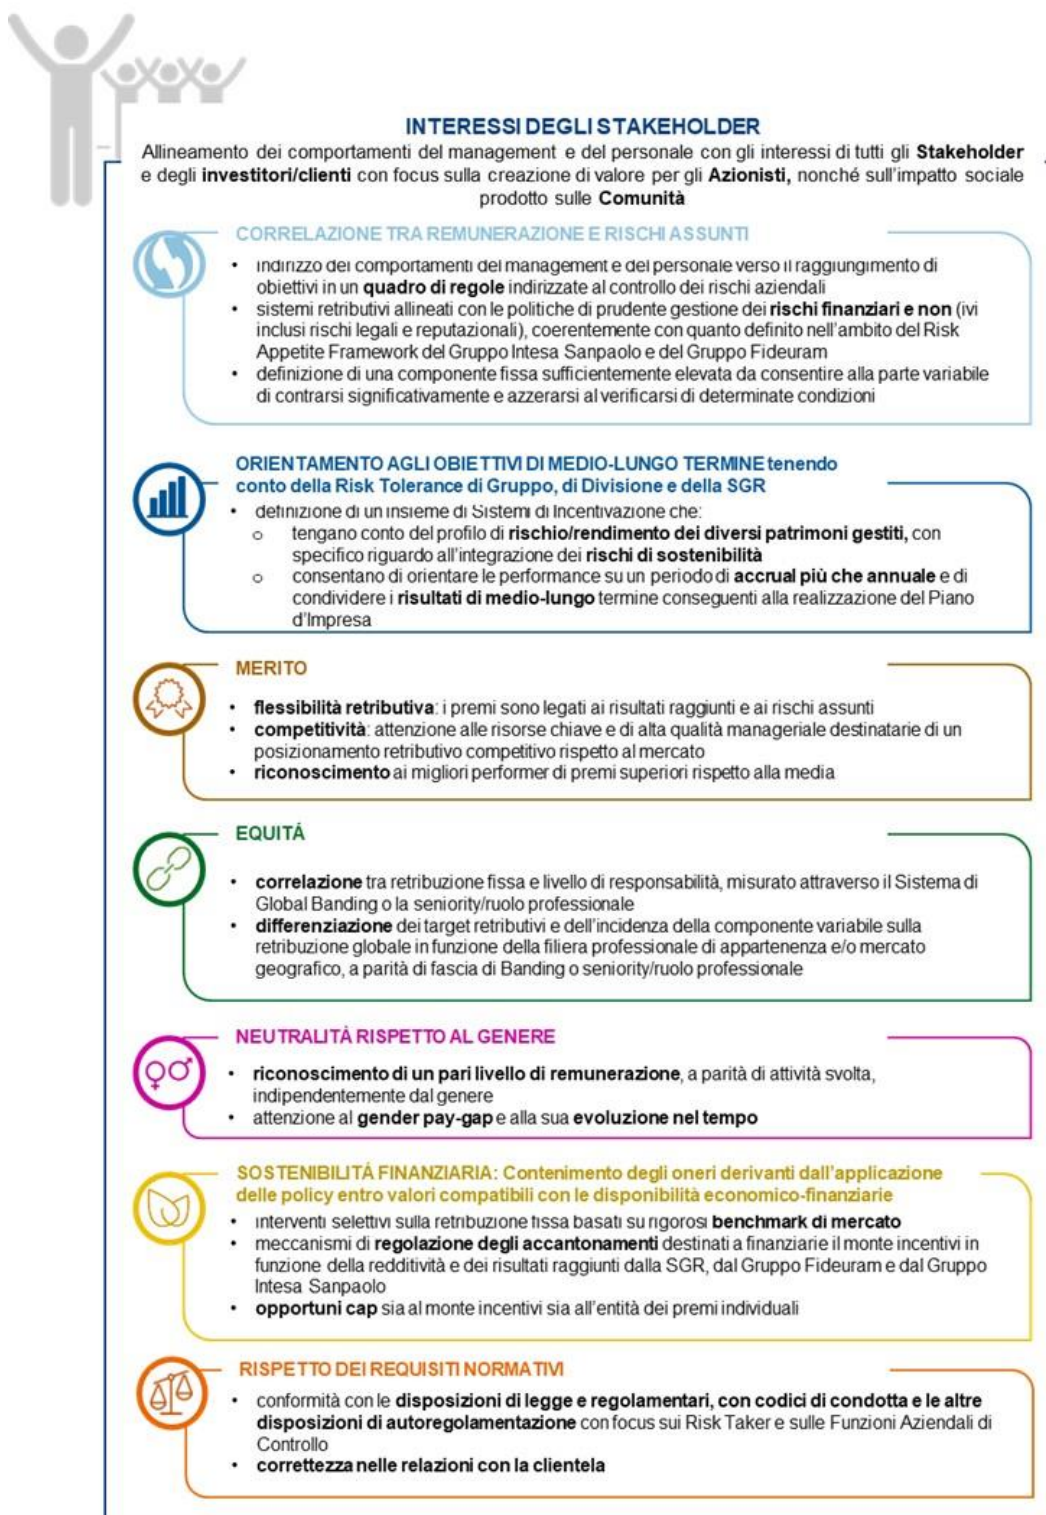 INTERESSI DEGLI STAKEHOLDER
Allineamento dei comportamenti del management e del personale con gli interessi di tutti gli Stakeholder
e degli investitori/clienti con focus sulla creazione di valore per gli Azionisti, nonché sull'impatto sociale
prodotto sulle Comunità
CORRELAZIONE TRA REMUNERAZIONE E RISCHI ASSUNTI
• indirizzo dei comportamenti del management e del personale verso il raggiungimento di
obiettivi in un quadro di regole indirizzate al controllo dei rischi aziendali
• sistemi retributivi allineati con le politiche di prudente gestione dei rischi finanziari e non (ivi
inclusi rischi legali e reputazionali), coerentemente con quanto definito nell'ambito del Risk
Appetite Framework del Gruppo Intesa Sanpaolo e del Gruppo Fideuram
• definizione di una componente fissa sufficientemente elevata da consentire alla parte variabile
di contrarsi significativamente e azzerarsi al verificarsi di determinate condizioni
ORIENTAMENTO AGLI OBIETTIVI DI MEDIO-LUNGO TERMINE tenendo
conto della Risk Tolerance di Gruppo, di Divisione e della SGR
• definizione di un insieme di Sistemi di Incentivazione che:
o tengano conto del profilo di rischio/rendimento dei diversi patrimoni gestiti, con
specifico riguardo all'integrazione dei rischi di sostenibilità
o consentano di orientare le performance su un periodo di accrual più che annuale e di
condividere i risultati di medio-lungo termine conseguenti alla realizzazione del Piano
d'Impresa
MERITO
• flessibilità retributiva: i premi sono legati ai risultati raggiunti e ai rischi assunti
• competitività: attenzione alle risorse chiave e di alta qualità manageriale destinatarie di un
posizionamento retributivo competitivo rispetto al mercato
• riconoscimento ai migliori performer di premi superiori rispetto alla media
EQUITÁ
• correlazione tra retribuzione fissa e livello di responsabilità, misurato attraverso il Sistema di
Global Banding o la seniority/ruolo professionale
• differenziazione dei target retributivi e dell'incidenza della componente variabile sulla
retribuzione globale in funzione della filiera professionale di appartenenza e/o mercato
geografico, a parità di fascia di Banding o seniority/ruolo professionale
NEUTRALITÀ RISPETTO AL GENERE
• riconoscimento di un pari livello di remunerazione, a parità di attività svolta,
indipendentemente dal genere
• attenzione al gender pay-gap e alla sua evoluzione nel tempo
SOSTENIBILITÀ FINANZIARIA: Contenimento degli oneri derivanti dall'applicazione
delle policy entro valori compatibili con le disponibilità economico-finanziarie
• interventi selettivi sulla retribuzione fissa basati su rigorosi benchmark di mercato
• meccanismi di regolazione degli accantonamenti destinati a finanziarie il monte incentivi in
funzione della redditività e dei risultati raggiunti dalla SGR, dal Gruppo Fideuram e dal Gruppo
Intesa Sanpaolo
• opportuni cap sia al monte incentivi sia all'entità dei premi individuali
RISPETTO DEI REQUISITI NORMATIVI
• conformità con le disposizioni di legge e regolamentari, con codici di condotta e le altre
disposizioni di autoregolamentazione con focus sui Risk Taker e sulle Funzioni Aziendali di
Controllo
• correttezza nelle relazioni con la clientela